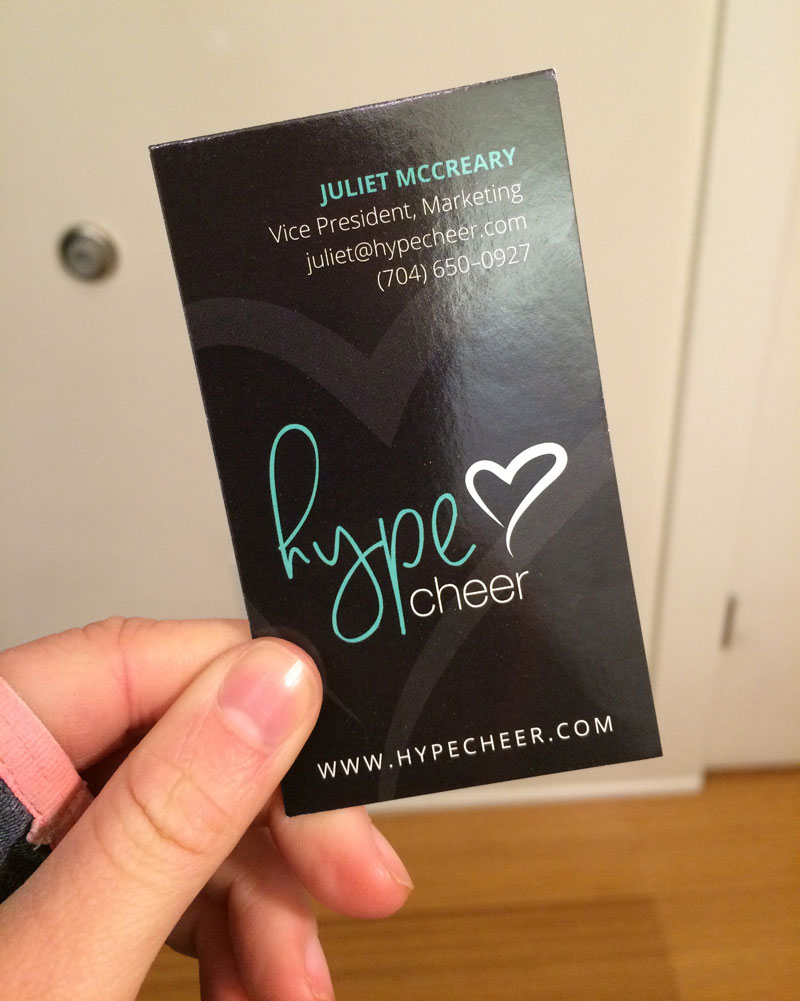 JULIET MCCREARY
Vice President, Marketing
juliet@hypecheer.com
(704) 650–0927
hype
cheer
WWW.HYPECHEER.COM